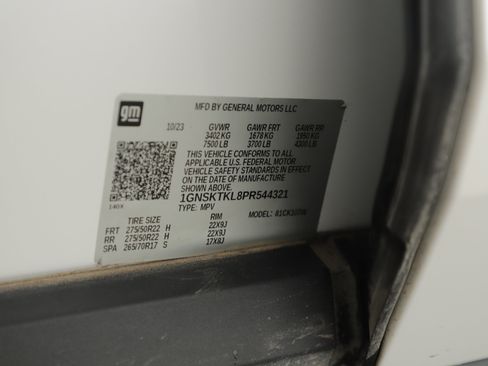 gm
MFD BY GENERAL MOTORS LLC
10/23 GVWR GAWR FRT GAWR RR
3402 KG 1678 KG 1950 KG
7500 LB 3700 LB 4300 LB
THIS VEHICLE CONFORMS TO ALL
APPLICABLE U.S. FEDERAL MOTOR
VEHICLE SAFETY STANDARDS IN EFFECT
ON THE DATE OF MANUFACTURE
SHOWN ABOVE.
1GNSKTKL8PR544321
TYPE: MPV
MODEL:
TIRE SIZE RIM
FRT 275/50R22 H 22X9J
RR 275/50R22 H 22X9J
SPA 265/70R17 S 17X8J